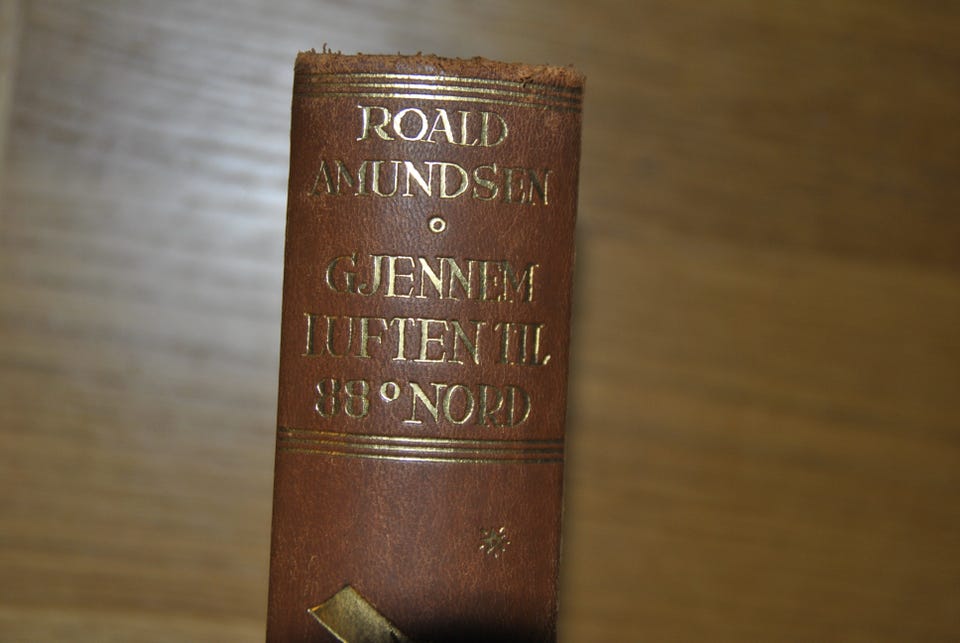 ROALD
AMUNDSEN
GJENNEM
LUFTEN TIL
88° NORD